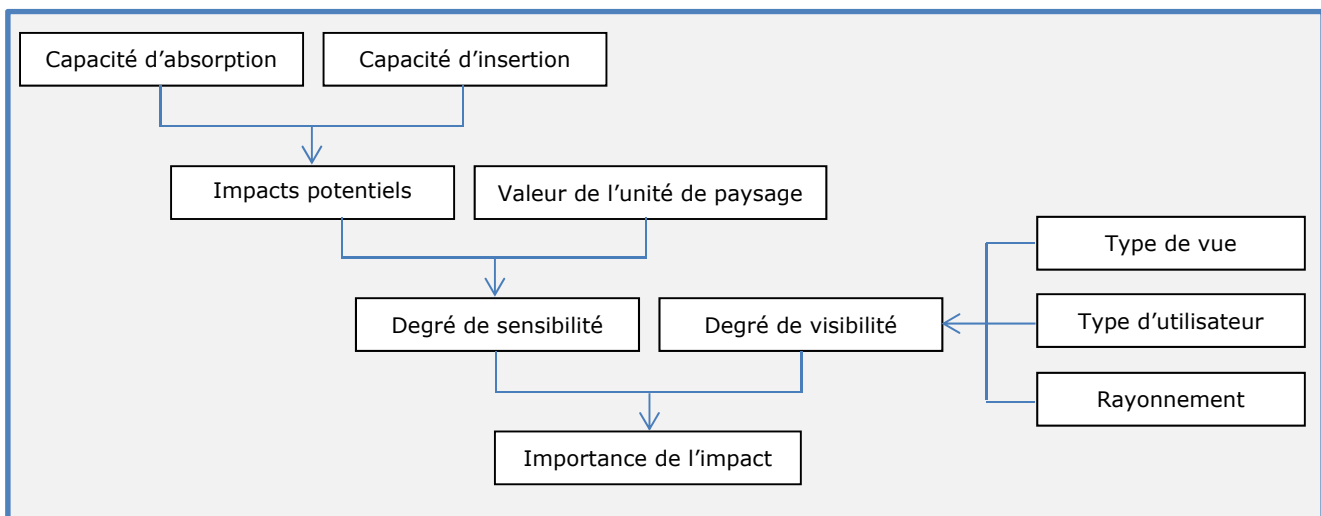 Capacité d’absorption
Capacité d’insertion
Impacts potentiels
Valeur de l’unité de paysage
Type de vue
Degré de sensibilité
Degré de visibilité
Type d’utilisateur
Rayonnement
Importance de l’impact